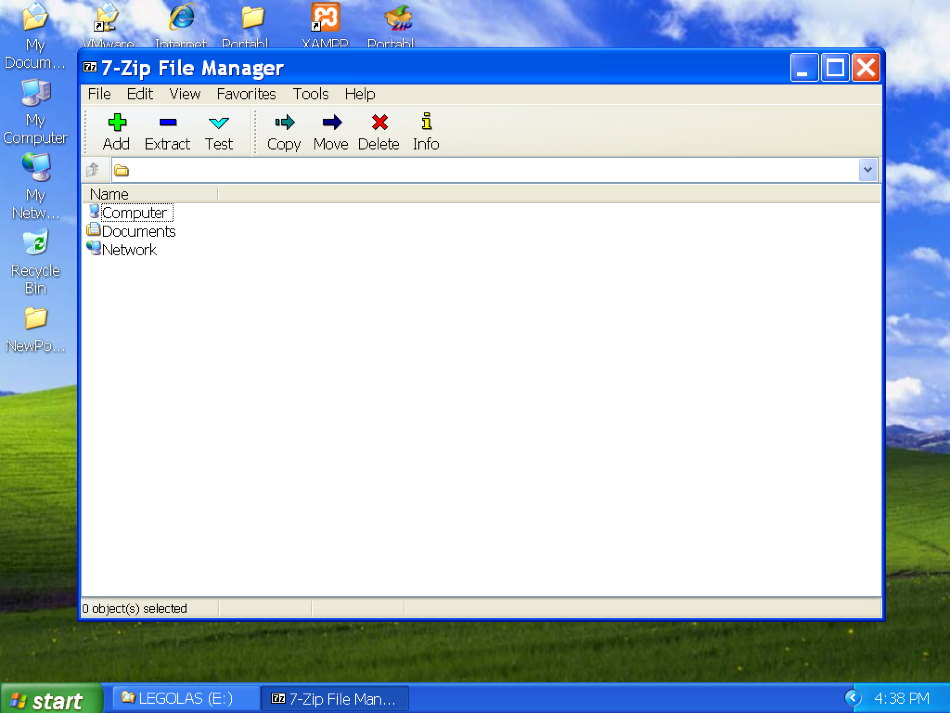 My
Docum...
VMware
Internet
Portabl
XAMPP
Portabl
7-Zip File Manager
File Edit View Favorites Tools Help
Add Extract Test Copy Move Delete Info
Name
Computer
Documents
Network
My
Computer
My
Netw...
Recycle
Bin
NewPo...
0 object(s) selected
start LEGOLAS (E:) 7-Zip File Man... 4:38 PM